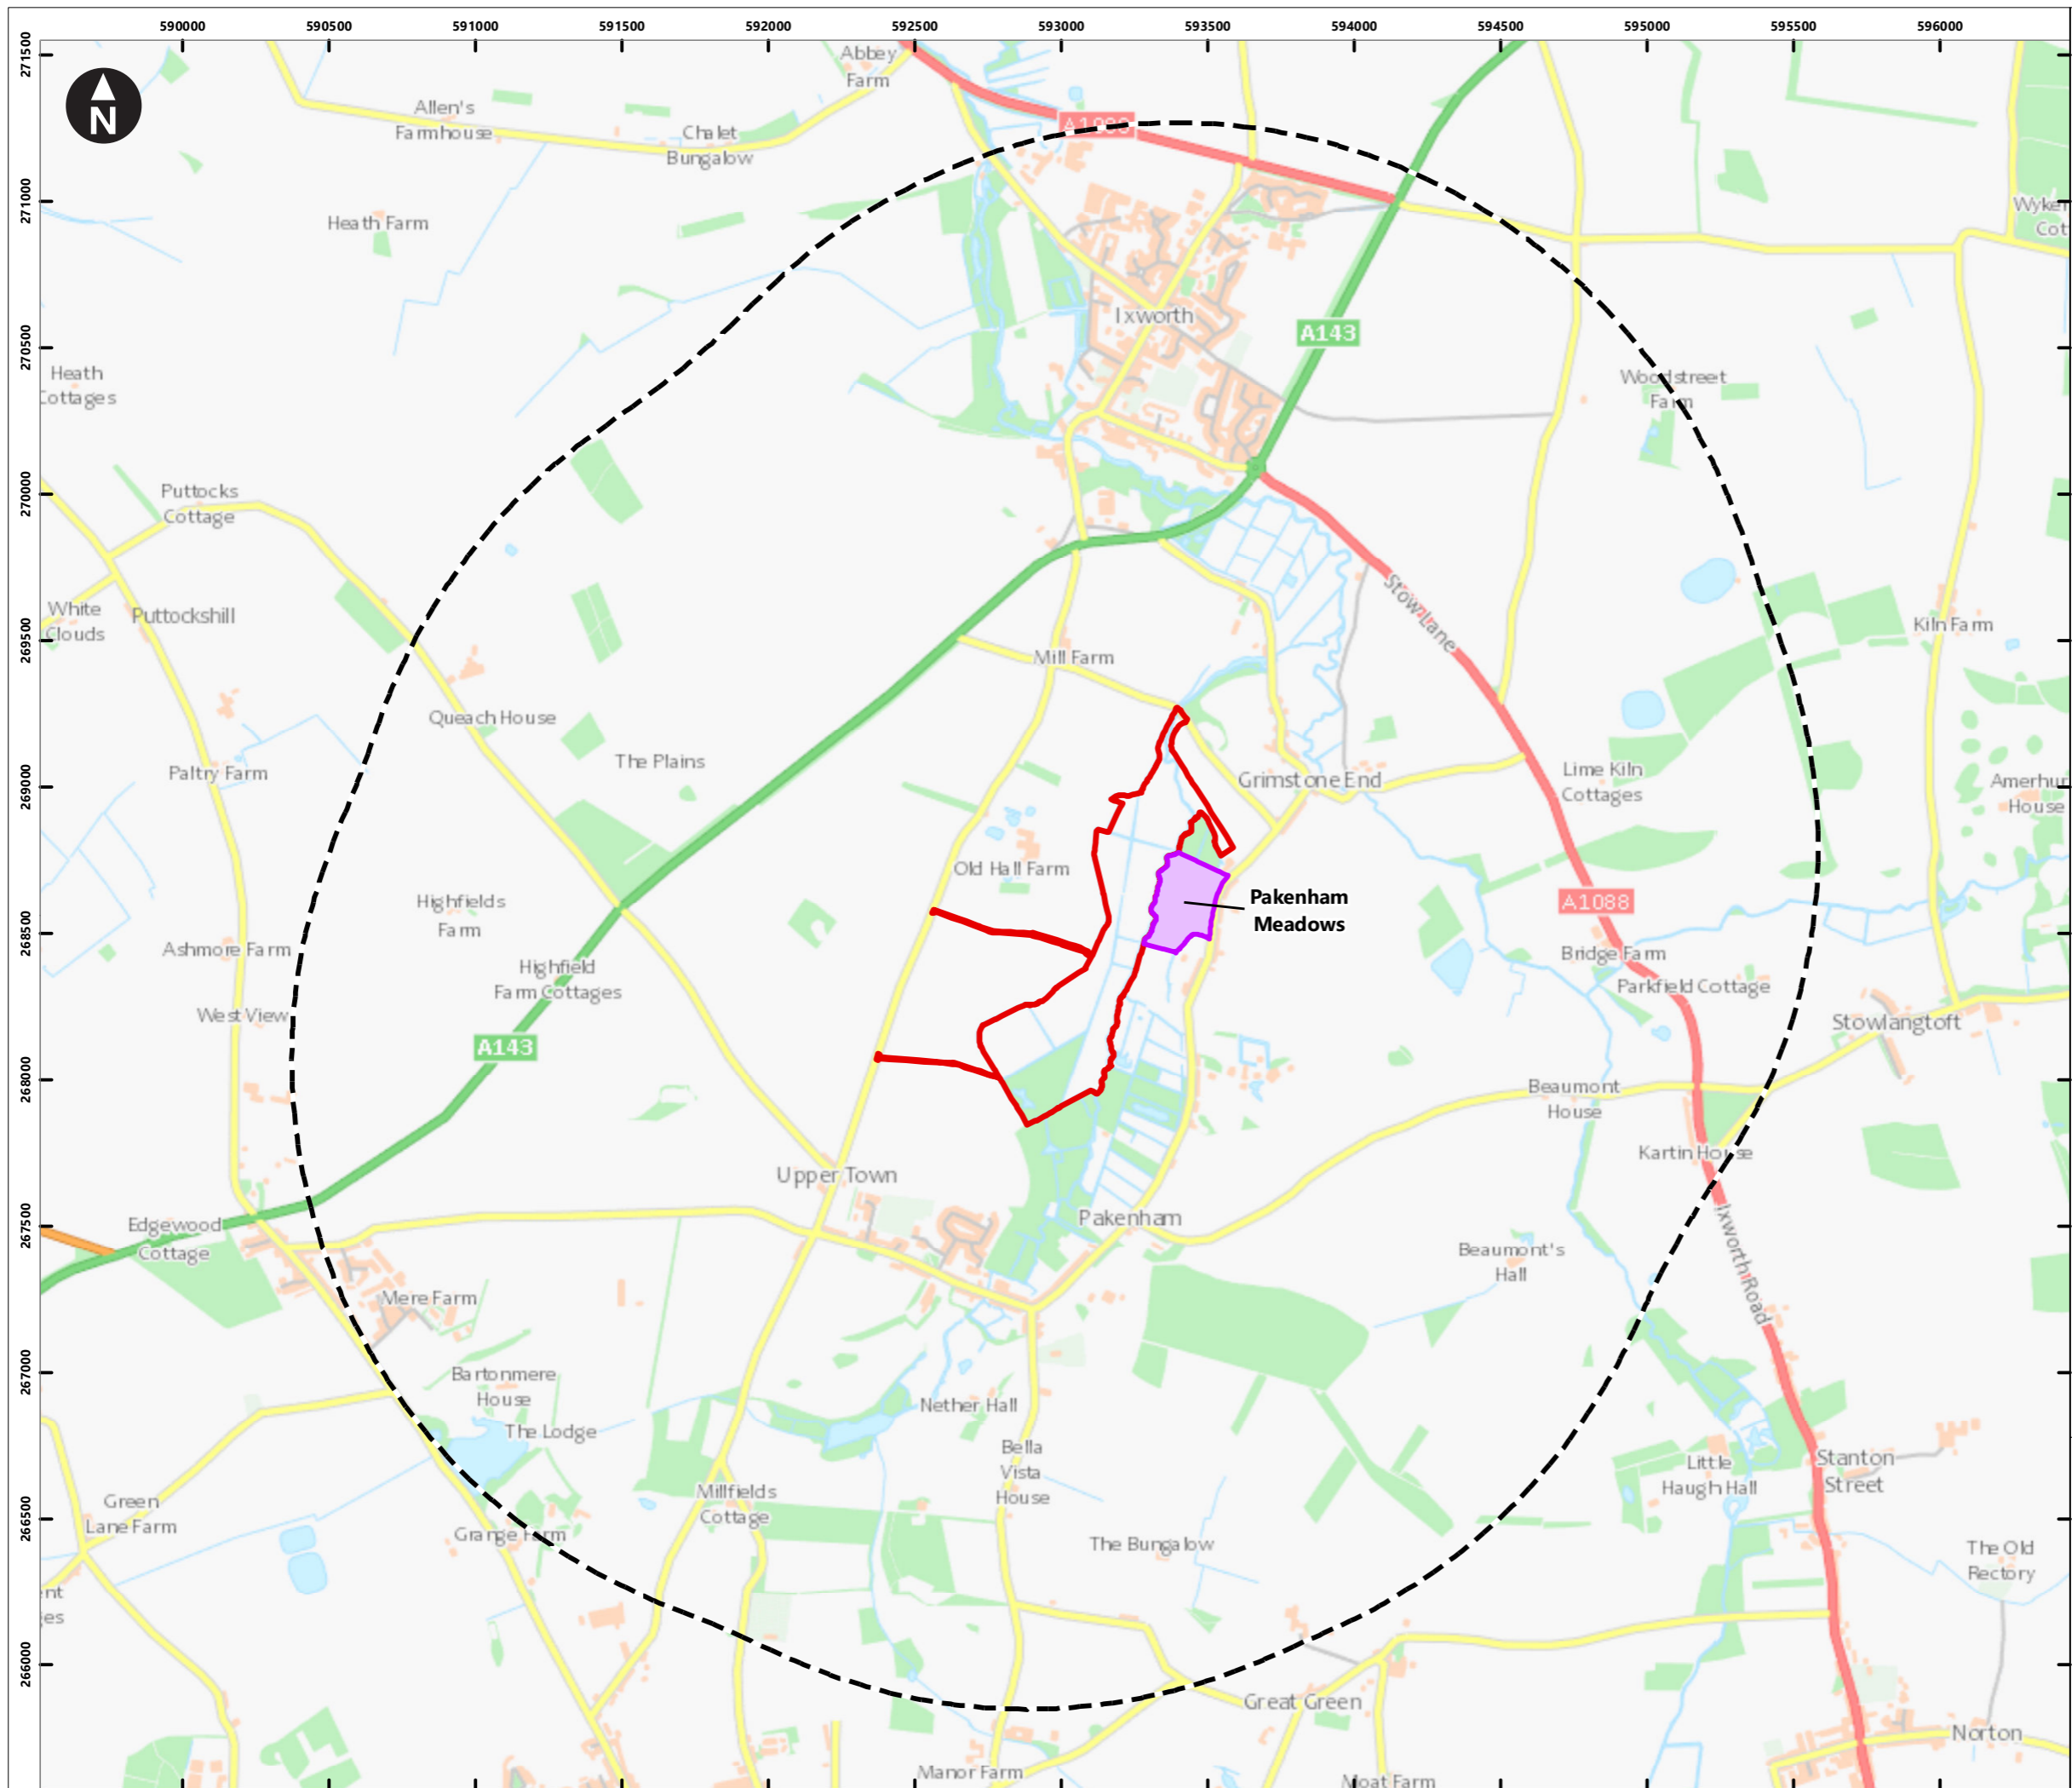 590000 590500 591000 591500 592000 592500 593000 593500 594000 594500 595000 595500 596000
271500
271000
270500
270000
269500
269000
268500
268000
267500
267000
266500
266000
N
Abbey
Farm
Allen's
Farmhouse
Chalet
Bungalow
Heath Farm
Ixworth
A143
Heath
Cottages
Woodstreet
Farm
Puttocks
Cottage
White
Clouds
Puttockshill
Stow Lane
Kiln Farm
Mill Farm
Queach House
The Plains
Paltry Farm
Grimstone End
Lime Kiln
Cottages
House
Old Hall Farm
Pakenham
Meadows
A1088
Highfields
Farm
Ashmore Farm
Highfield
Farm Cottages
Bridge Farm
Parkfield Cottage
West View
Stowlangtoft
A143
Beaumont
House
Kartin House
Upper Town
Pakenham
Edgewood
Cottage
Beaumont's
Hall
Ixworth Road
Mere Farm
Bartonmere
House
The Lodge
Nether Hall
Bella
Vista
House
Stanton
Street
Little
Haugh Hall
Millfields
Cottage
Green
Lane Farm
Grange Farm
The Bungalow
The Old
Rectory
Great Green
Norton
Manor Farm
Moat Farm